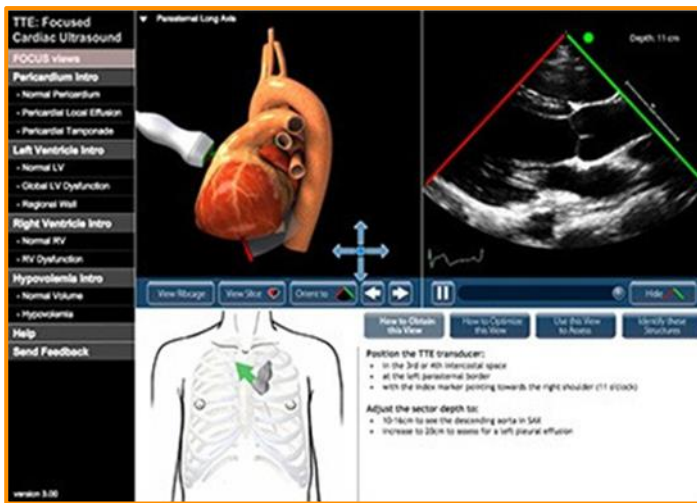 TTE: Focused
Cardiac Ultrasound
FOCUS views
Pericardium Intro
- Normal Pericardium
- Pericardial Local Effusion
- Pericardial Tamponade
Left Ventricle Intro
- Normal LV
- Global LV Dysfunction
- Regional Wall
Right Ventricle Intro
- Normal RV
- RV Dysfunction
Hypovolemia Intro
- Normal Volume
- Hypovolemia
Help
Send Feedback
version 3.00
Parasternal Long Axis
View Ribcage
View Slice
Orient to
Depth: 11 cm
Hide
How to Obtain
this View
How to Optimize
this View
Use this View
to Assess
Identify these
Structures
Position the TTE transducer:
• in the 3rd or 4th intercostal space
• at the left parasternal border
• with the index marker pointing towards the right shoulder (11 o'clock)
Adjust the sector depth to:
• 10-16cm to see the descending aorta in SAX
• increase to 20cm to assess for a left pleural effusion